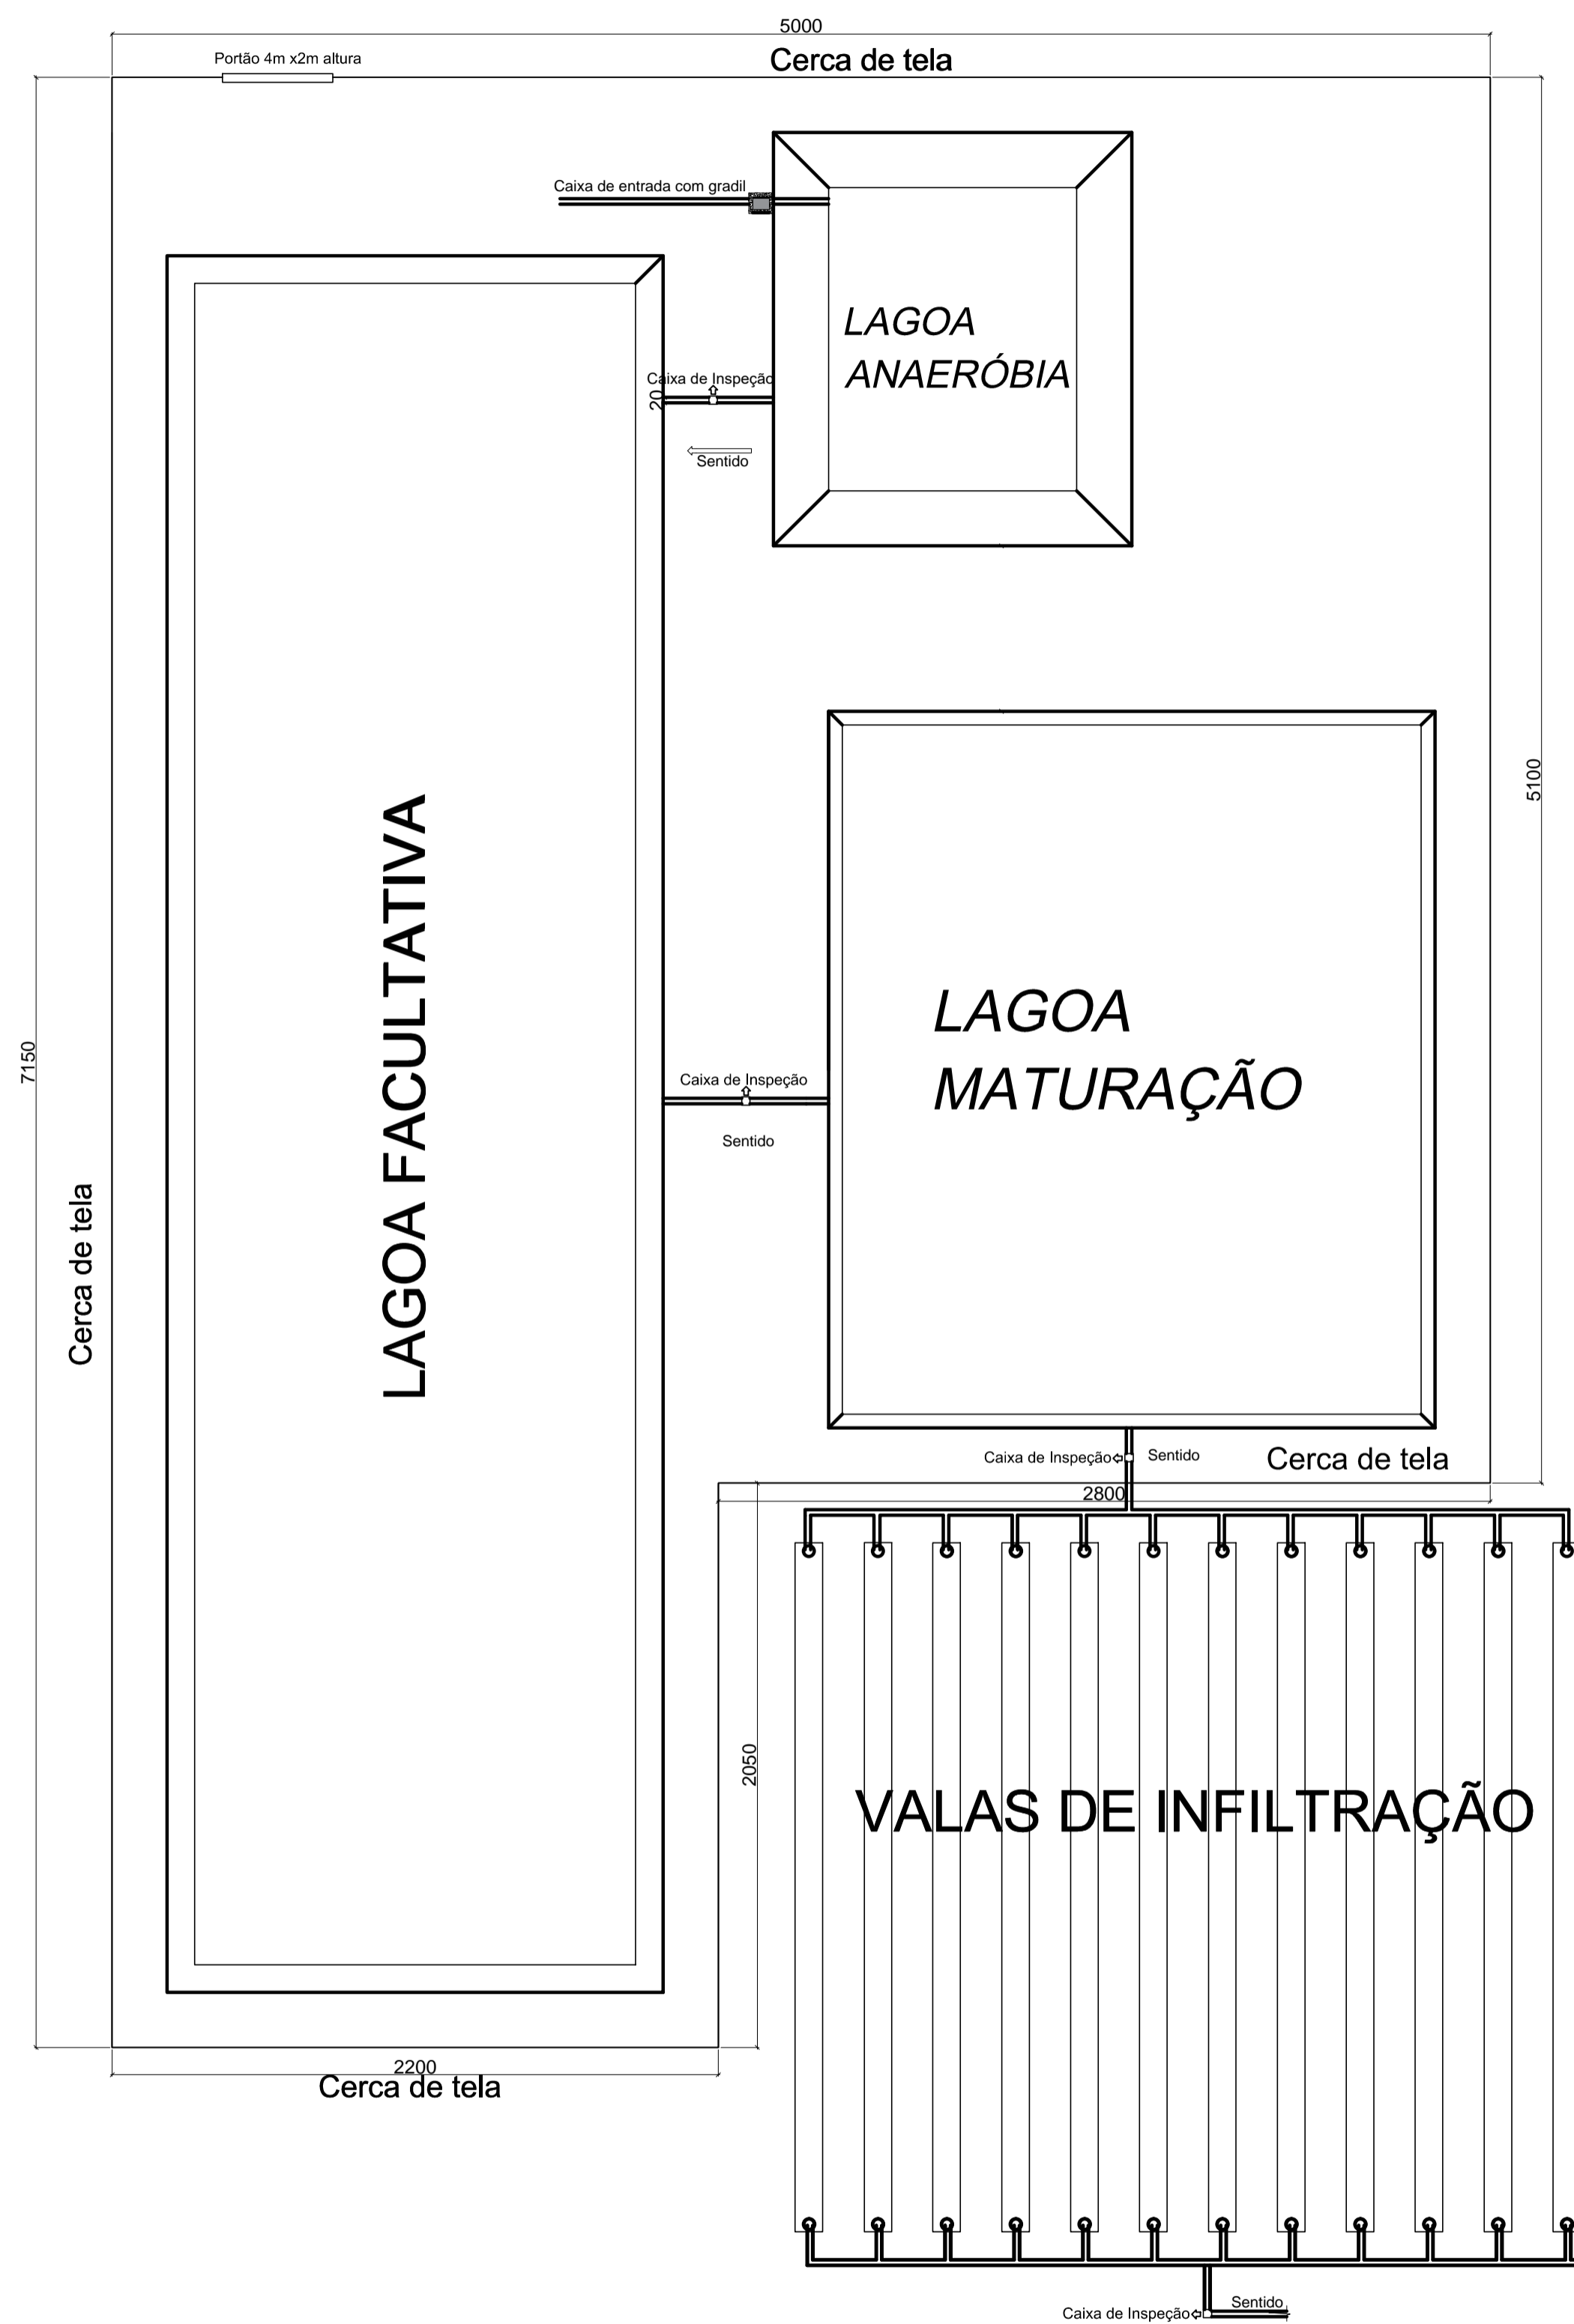 5000
Portão 4m x2m altura
Cerca de tela
Caixa de entrada com gradil
LAGOA
ANAERÓBIA
Caixa de Inspeção
20
Sentido
5100
LAGOA FACULTATIVA
7150
LAGOA
MATURAÇÃO
Caixa de Inspeção
Sentido
Cerca de tela
Caixa de Inspeção
Sentido
Cerca de tela
2800
2050
VALAS DE INFILTRAÇÃO
2200
Cerca de tela
Sentido
Caixa de Inspeção